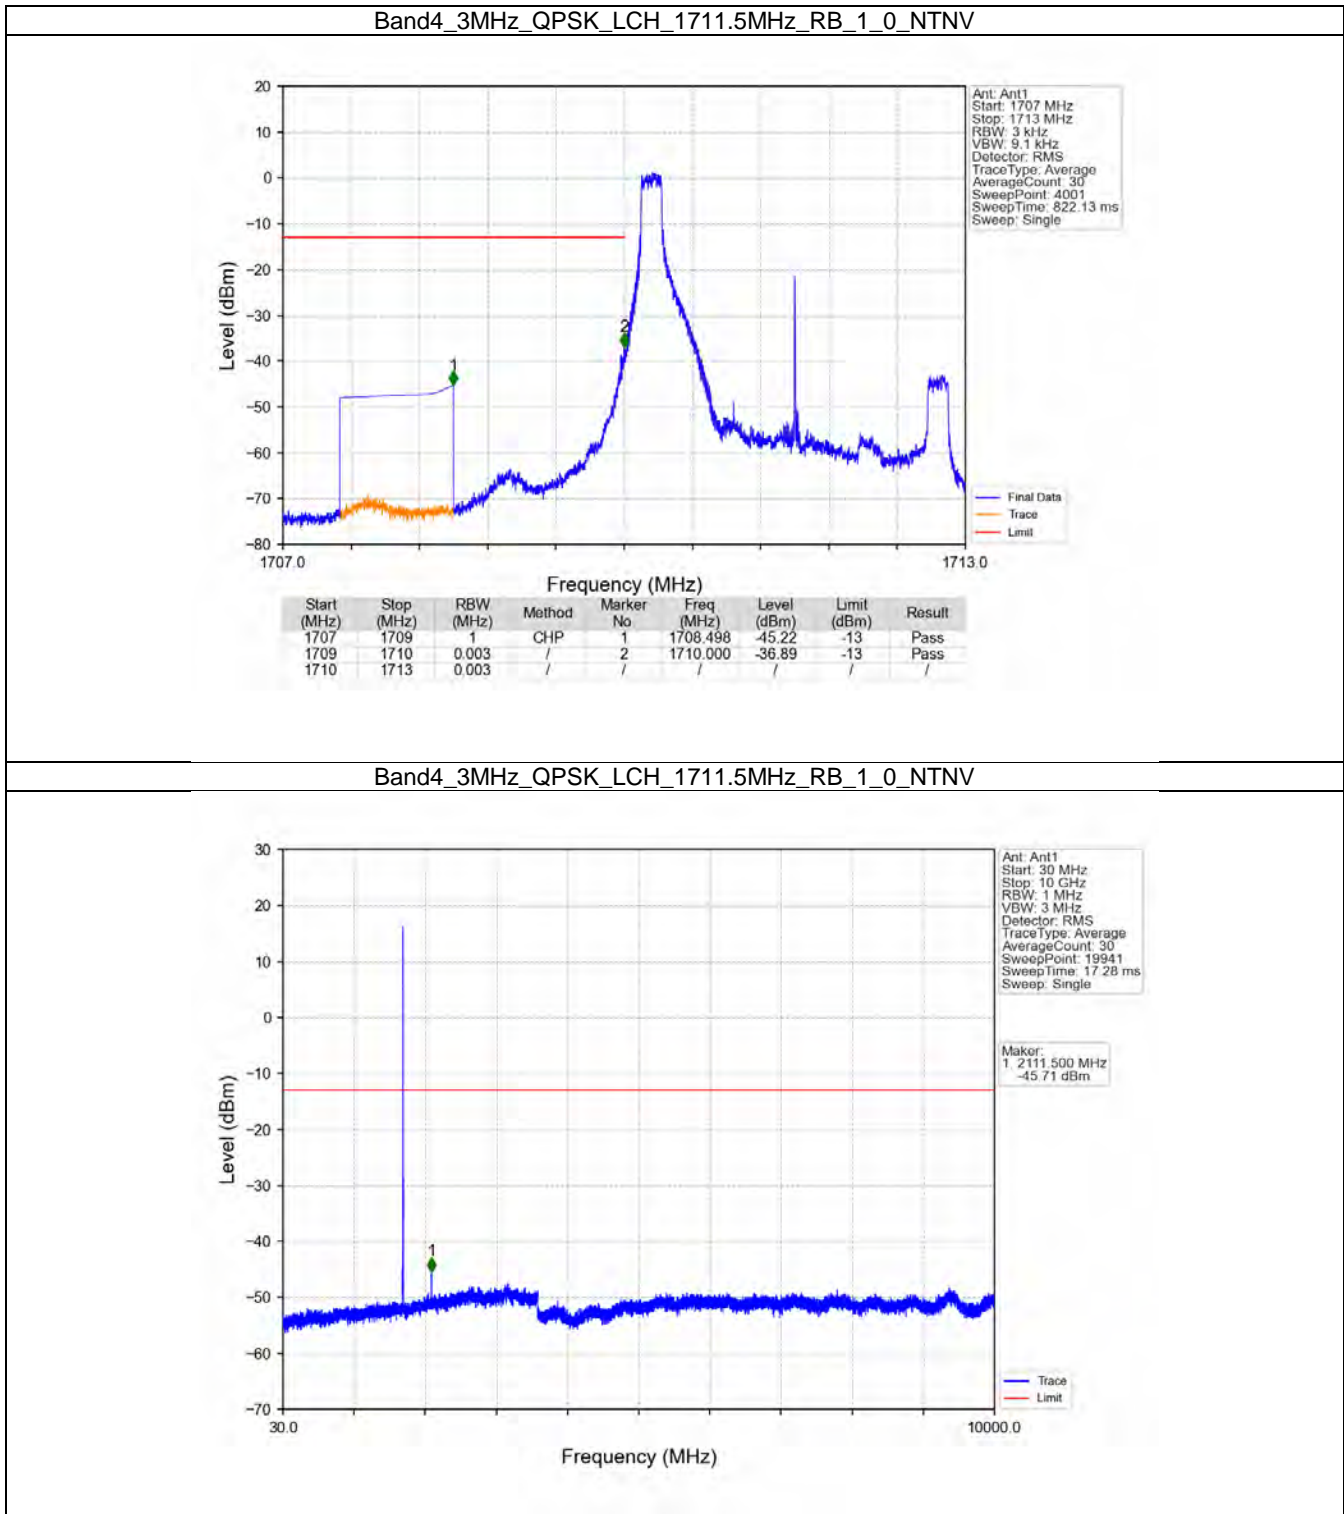 Band4_3MHz_QPSK_LCH_1711.5MHz_RB_1_0_NTNV
20
10
0
−10
−20
−30
−40
−50
−60
−70
−80
Level (dBm)
1
2
1707.0
1713.0
Frequency (MHz)
Ant: Ant1
Start: 1707 MHz
Stop: 1713 MHz
RBW: 3 kHz
VBW: 9.1 kHz
Detector: RMS
TraceType: Average
AverageCount: 30
SweepPoint: 4001
SweepTime: 822.13 ms
Sweep: Single
Final Data
Trace
Limit
Start (MHz) Stop (MHz) RBW (MHz) Method Marker No Freq (MHz) Level (dBm) Limit (dBm) Result
1707 1709 1 CHP 1 1708.498 -45.22 -13 Pass
1709 1710 0.003 / 2 1710.000 -36.89 -13 Pass
1710 1713 0.003 / / / / / /
Band4_3MHz_QPSK_LCH_1711.5MHz_RB_1_0_NTNV
30
20
10
0
−10
−20
−30
−40
−50
−60
−70
Level (dBm)
1
30.0
10000.0
Frequency (MHz)
Ant: Ant1
Start: 30 MHz
Stop: 10 GHz
RBW: 1 MHz
VBW: 3 MHz
Detector: RMS
TraceType: Average
AverageCount: 30
SweepPoint: 19941
SweepTime: 17.28 ms
Sweep: Single
Maker:
1. 2111.500 MHz
-45.71 dBm
Trace
Limit